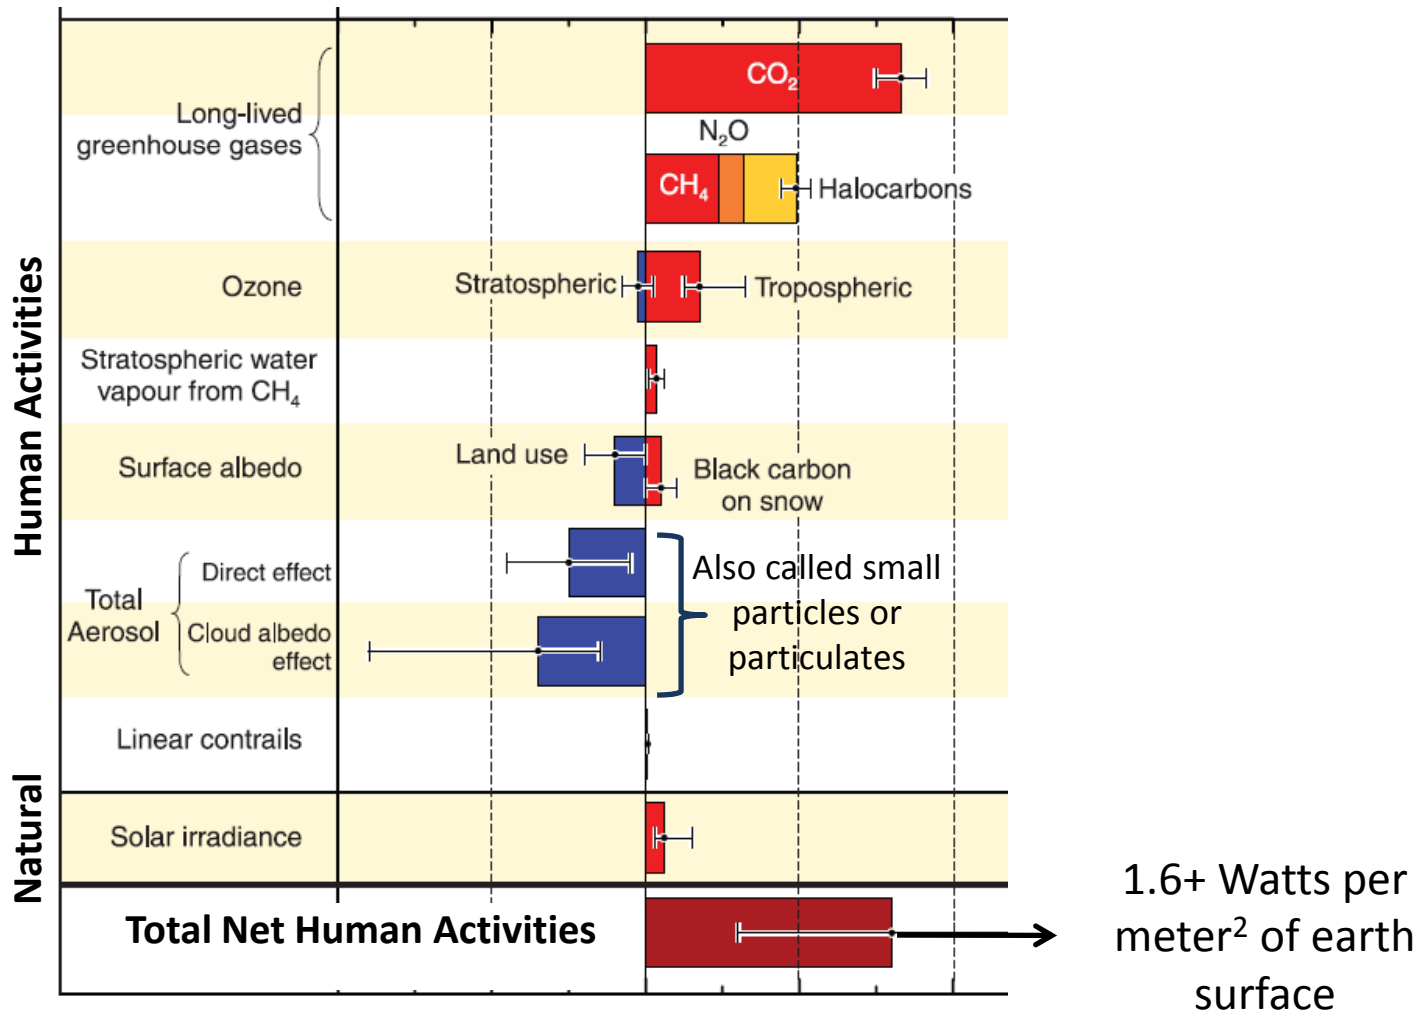 Human Activities
Natural
Long-lived
greenhouse gases
CO₂
N₂O
CH₄
Halocarbons
Ozone
Stratospheric
Tropospheric
Stratospheric water
vapour from CH₄
Surface albedo
Land use
Black carbon
on snow
Total
Aerosol
Direct effect
Cloud albedo
effect
Also called small
particles or
particulates
Linear contrails
Solar irradiance
Total Net Human Activities
1.6+ Watts per
meter² of earth
surface